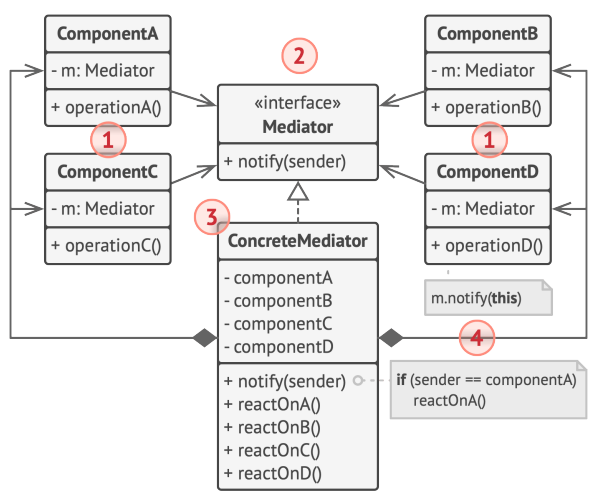 ComponentA
- m: Mediator
+ operationA()
ComponentB
- m: Mediator
+ operationB()
2
«interface»
Mediator
+ notify(sender)
1
1
ComponentC
- m: Mediator
+ operationC()
ComponentD
- m: Mediator
+ operationD()
m.notify(this)
3
ConcreteMediator
- componentA
- componentB
- componentC
- componentD
+ notify(sender)
+ reactOnA()
+ reactOnB()
+ reactOnC()
+ reactOnD()
4
if (sender == componentA)
reactOnA()